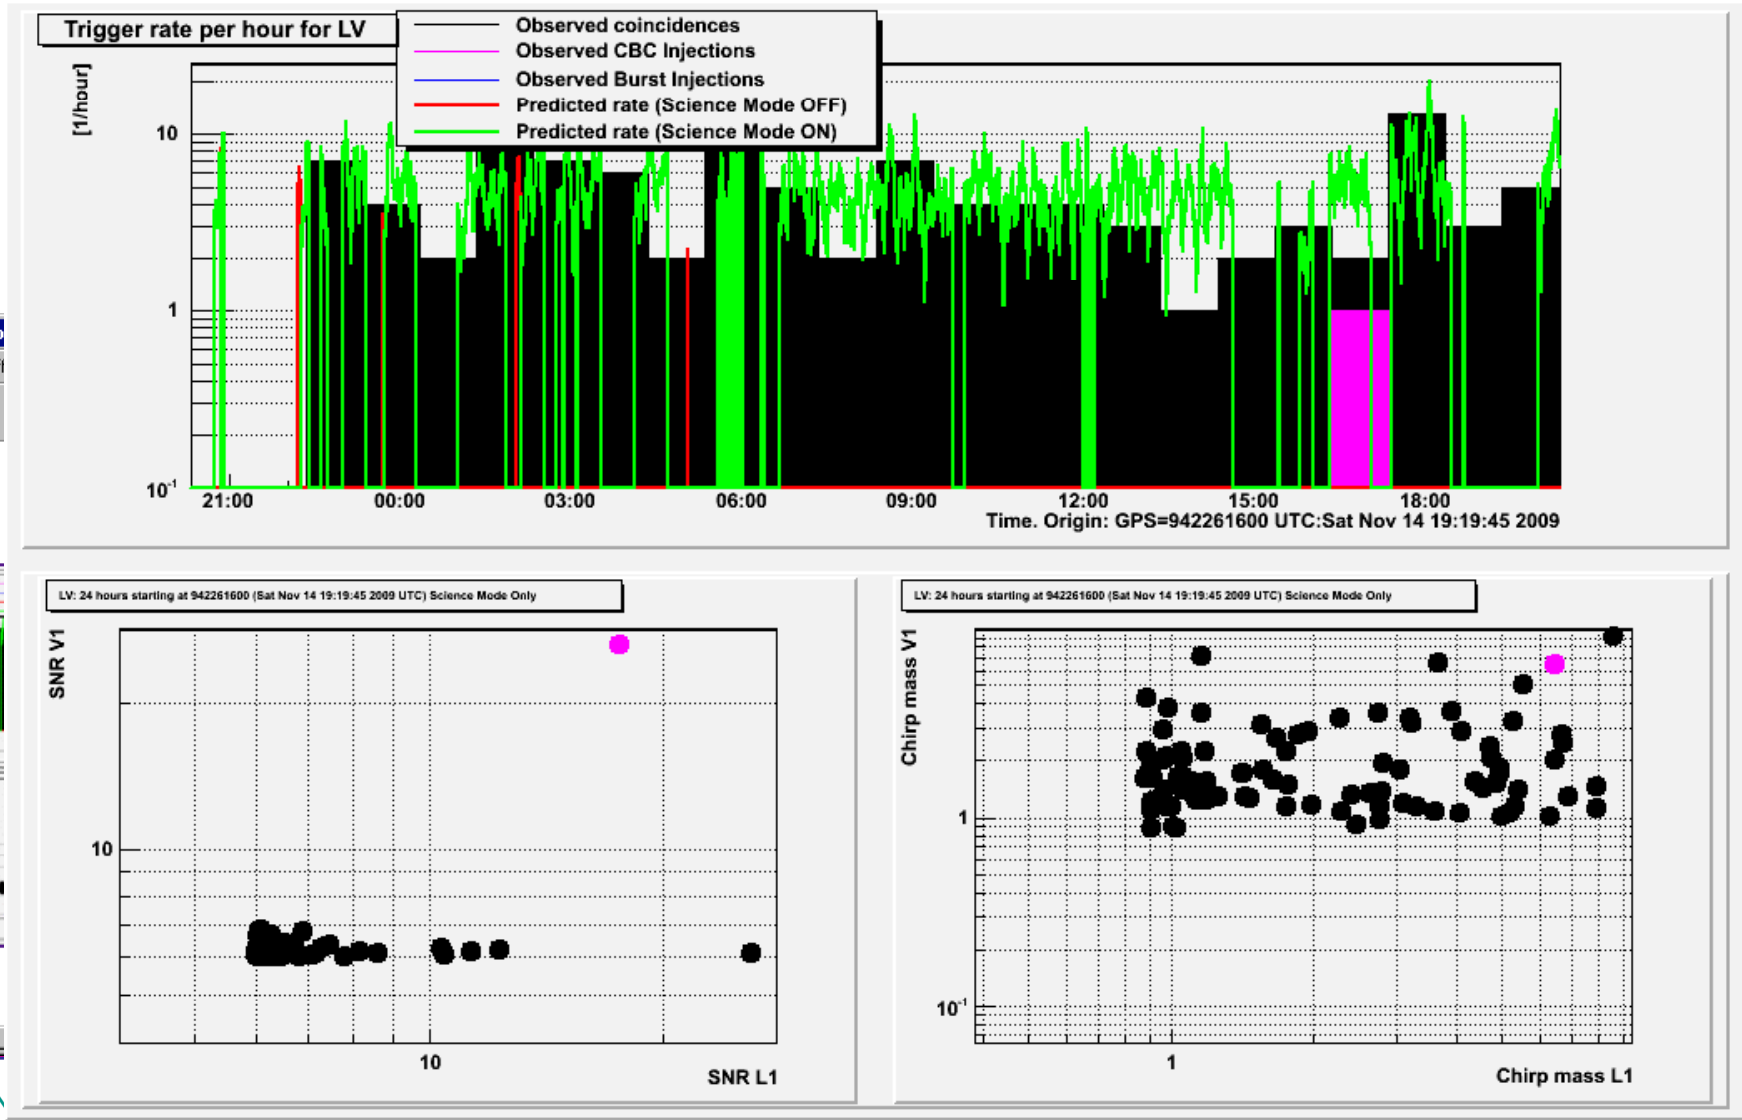 Trigger rate per hour for LV
Observed coincidences
Observed CBC Injections
Observed Burst Injections
Predicted rate (Science Mode OFF)
Predicted rate (Science Mode ON)
[1/hour]
10
1
10⁻¹
21:00 00:00 03:00 06:00 09:00 12:00 15:00 18:00
Time. Origin: GPS=942261600 UTC:Sat Nov 14 19:19:45 2009
LV: 24 hours starting at 942261600 (Sat Nov 14 19:19:45 2009 UTC) Science Mode Only
SNR V1
10
10
SNR L1
LV: 24 hours starting at 942261600 (Sat Nov 14 19:19:45 2009 UTC) Science Mode Only
Chirp mass V1
1
10⁻¹
1
Chirp mass L1